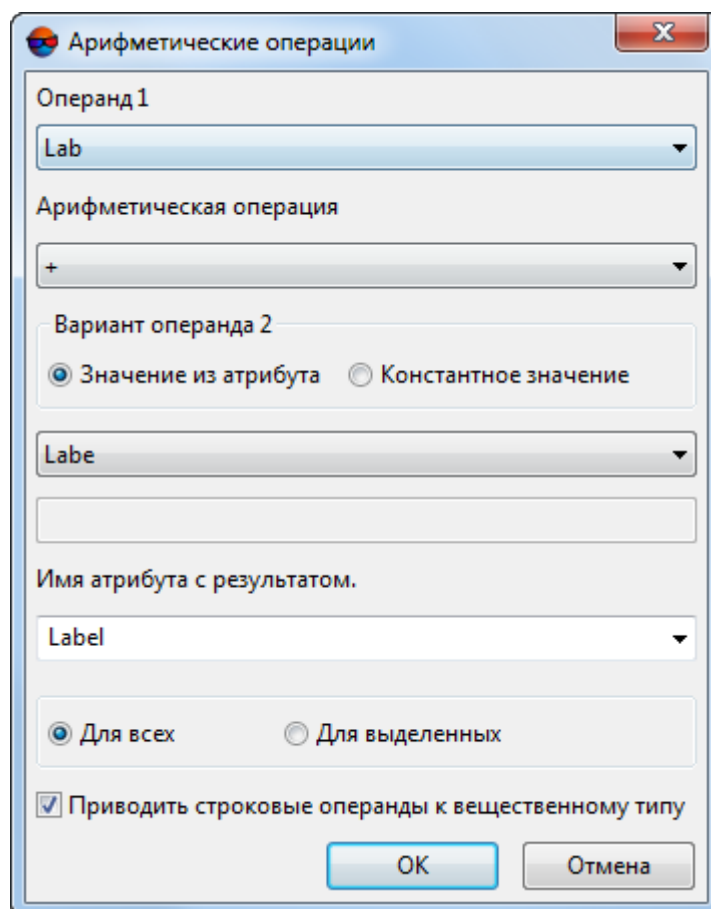 Арифметические операции
Операнд 1
Lab
Арифметическая операция
+
Вариант операнда 2
Значение из атрибута Константное значение
Labe
Имя атрибута с результатом.
Label
Для всех Для выделенных
Приводить строковые операнды к вещественному типу
OK Отмена